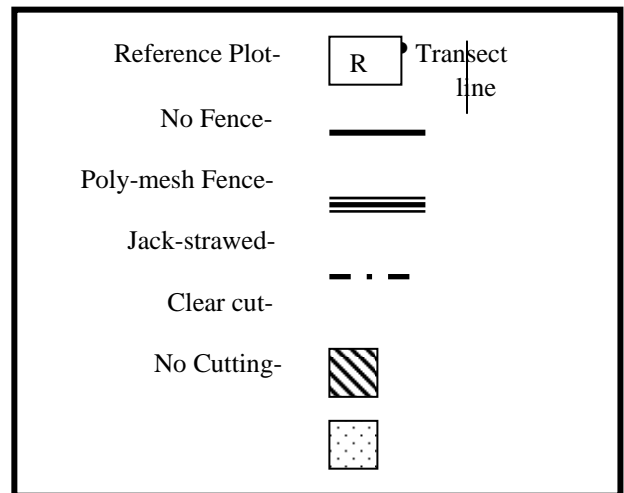 Reference Plot- R Transect
line
No Fence-
Poly-mesh Fence-
Jack-strawed-
Clear cut-
No Cutting-